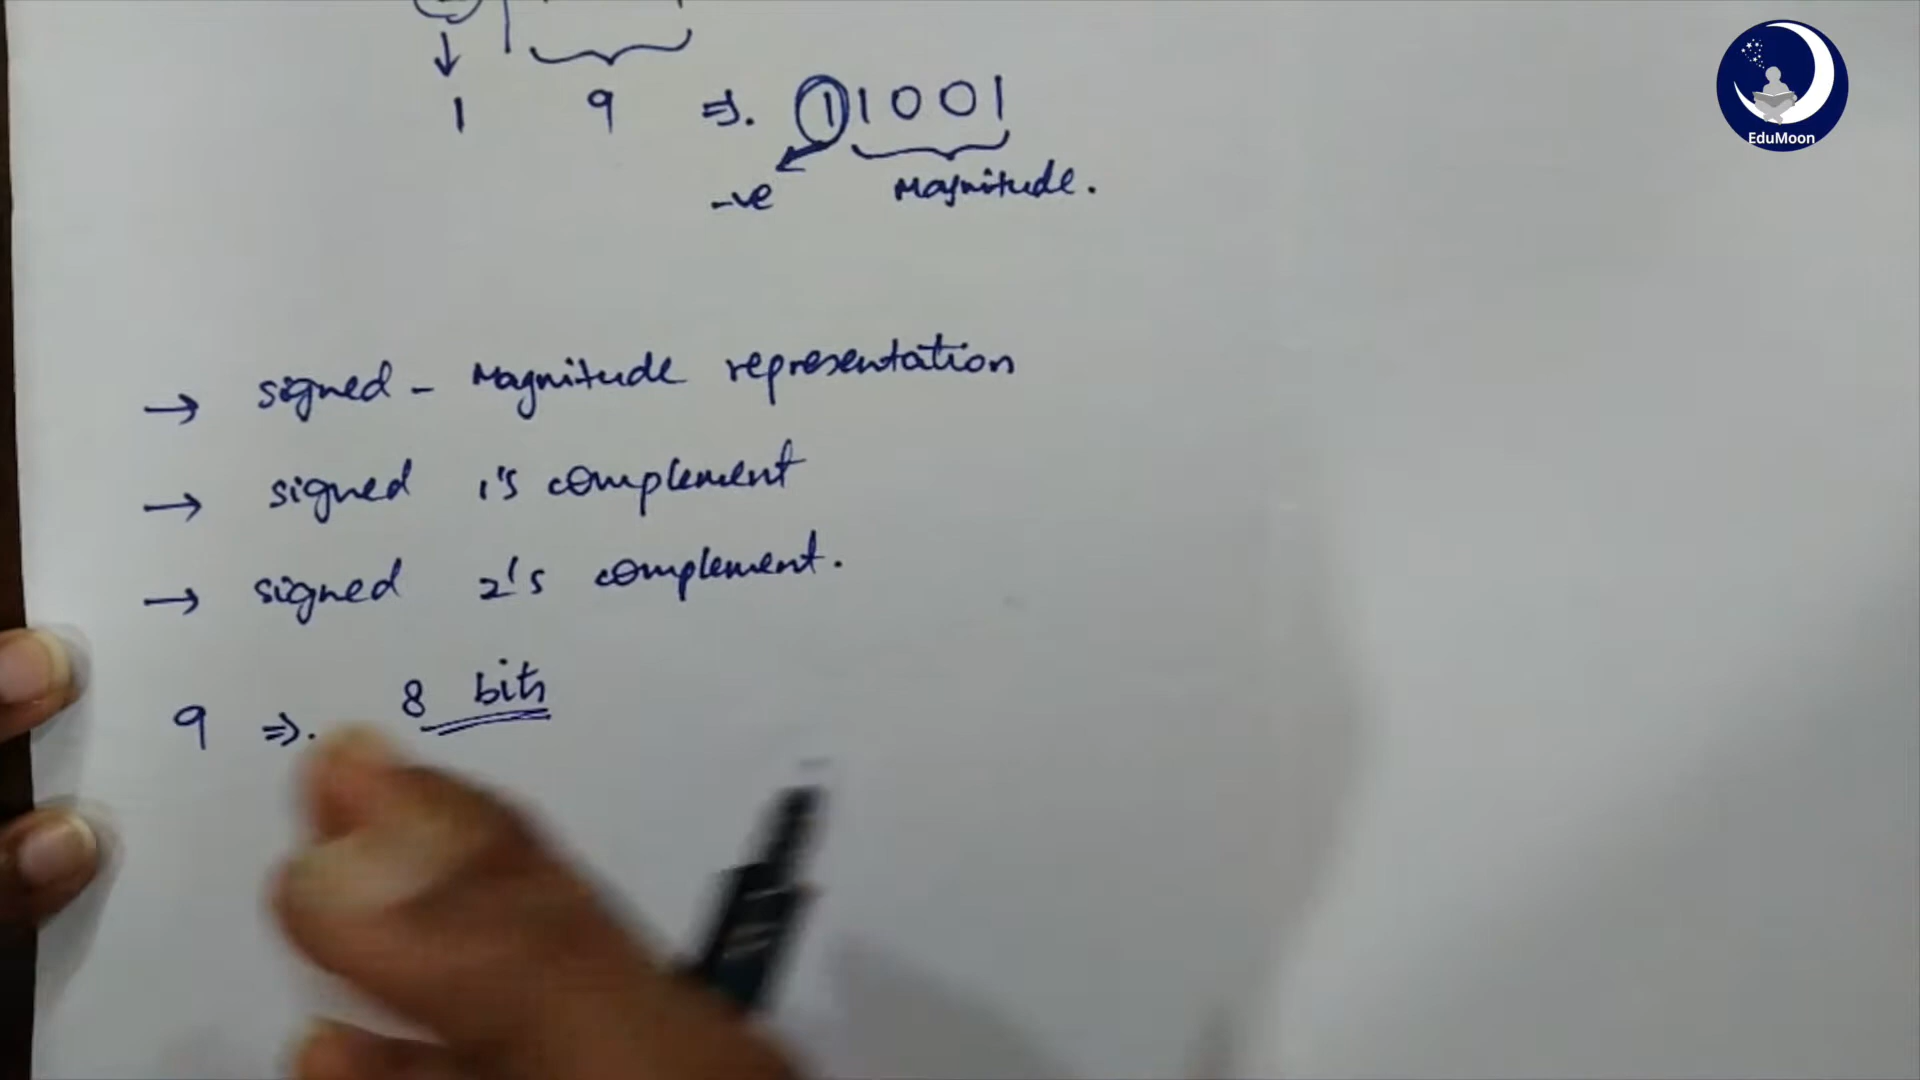 1 9 ⇒. 11001
-ve Magnitude.
→ signed - Magnitude representation
→ signed 1's complement
→ signed 2's complement.
9 ⇒. 8 bits
EduMoon